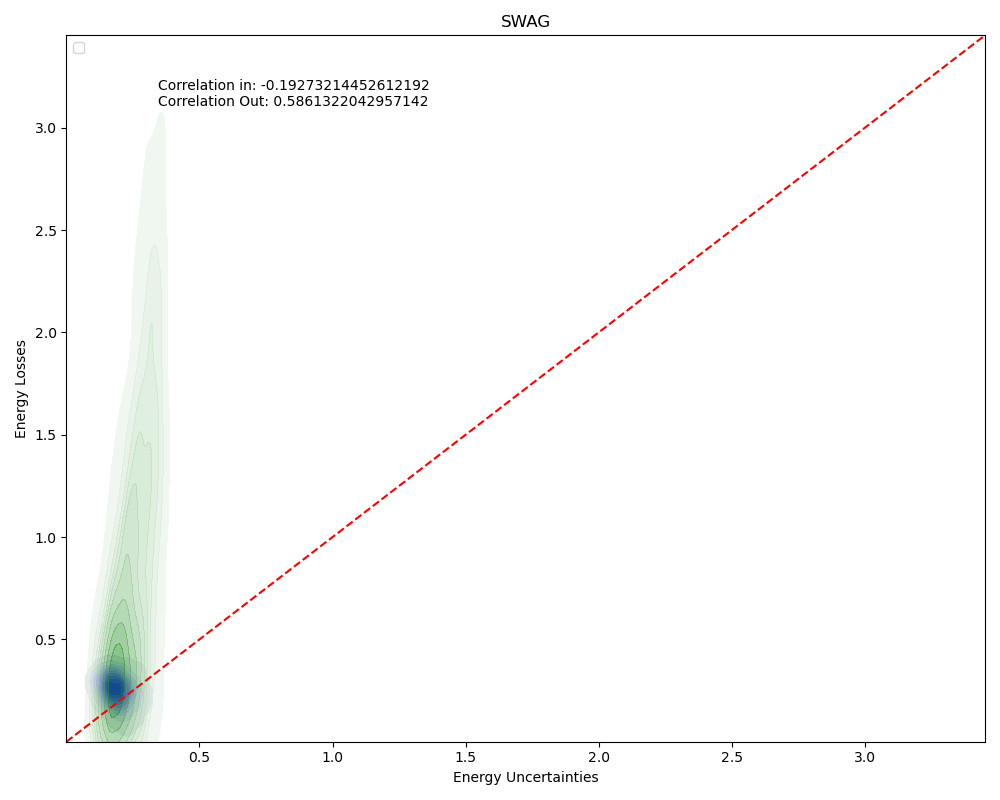 SWAG
Correlation in: -0.19273214452612192
Correlation Out: 0.5861322042957142
3.0
2.5
2.0
1.5
1.0
0.5
Energy Losses
0.5 1.0 1.5 2.0 2.5 3.0
Energy Uncertainties